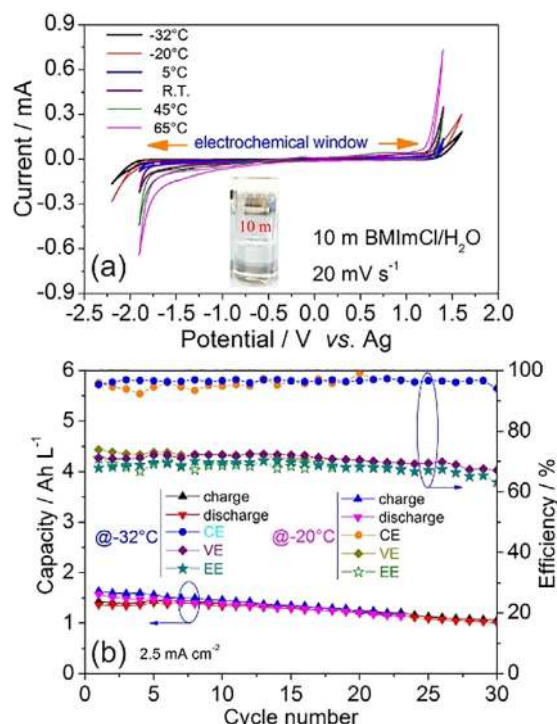 (a)
0.9
0.6
0.3
0.0
-0.3
-0.6
-0.9
Current / mA
-32°C
-20°C
5°C
R.T.
45°C
65°C
electrochemical window
10 m
10 m BMImCl/H₂O
20 mV s⁻¹
-2.5 -2.0 -1.5 -1.0 -0.5 0.0 0.5 1.0 1.5 2.0
Potential / V vs. Ag
(b)
6
5
4
3
2
1
0
Capacity / Ah L⁻¹
100
80
60
40
20
0
Efficiency / %
@-32°C
charge
discharge
CE
VE
EE
@-20°C
charge
discharge
CE
VE
EE
2.5 mA cm⁻²
0 5 10 15 20 25 30
Cycle number